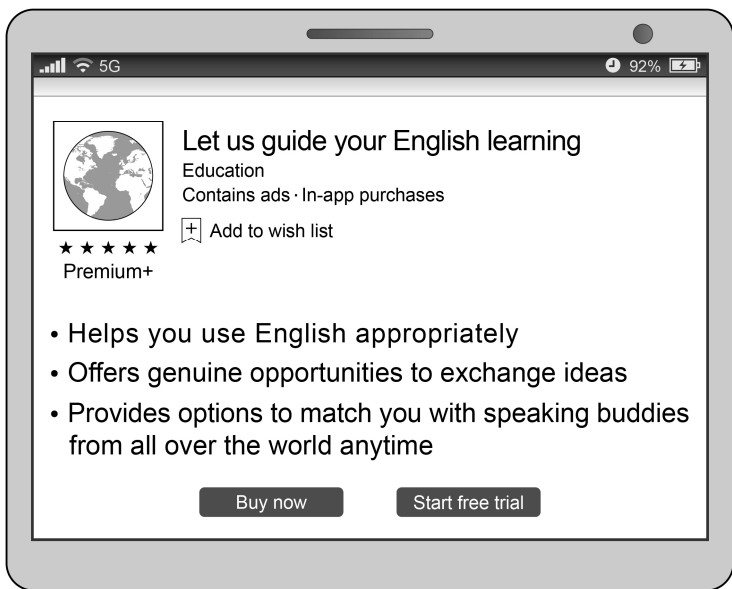 5G 92%
Let us guide your English learning
Education
Contains ads · In-app purchases
Add to wish list
Premium+
• Helps you use English appropriately
• Offers genuine opportunities to exchange ideas
• Provides options to match you with speaking buddies
from all over the world anytime
Buy now Start free trial